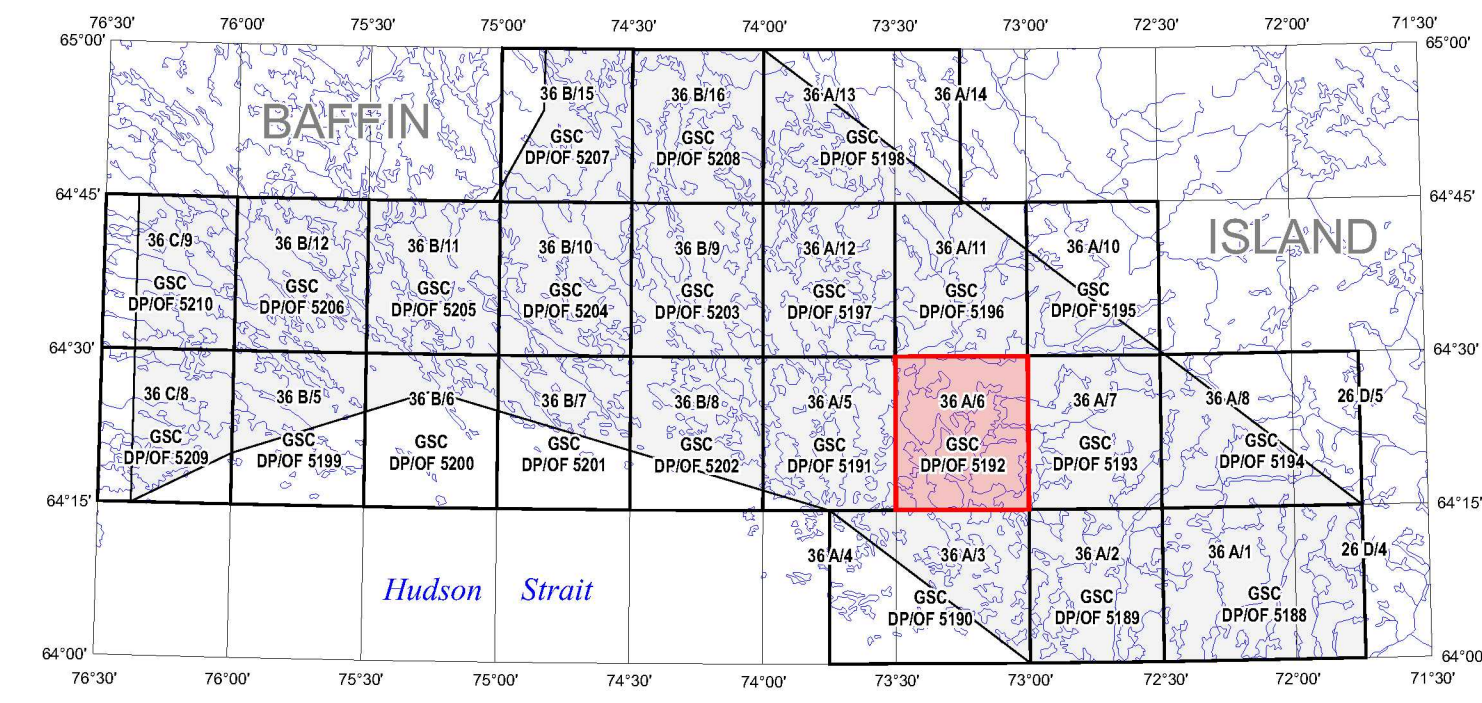 76°30' 76°00' 75°30' 75°00' 74°30' 74°00' 73°30' 73°00' 72°30' 72°00' 71°30'
65°00' 65°00'
BAFFIN
36 B/15 36 B/16 36 A/13 36 A/14
GSC GSC GSC
DP/OF 5207 DP/OF 5208 DP/OF 5198
64°45' 64°45'
ISLAND
36 C/9 36 B/12 36 B/11 36 B/10 36 B/9 36 A/12 36 A/11 36 A/10
GSC GSC GSC GSC GSC GSC GSC GSC
DP/OF 5210 DP/OF 5206 DP/OF 5205 DP/OF 5204 DP/OF 5203 DP/OF 5197 DP/OF 5196 DP/OF 5195
64°30' 64°30'
36 C/8 36 B/5 36 B/6 36 B/7 36 B/8 36 A/5 36 A/6 36 A/7 36 A/8 26 D/5
GSC GSC GSC GSC GSC GSC GSC GSC GSC
DP/OF 5209 DP/OF 5199 DP/OF 5200 DP/OF 5201 DP/OF 5202 DP/OF 5191 DP/OF 5192 DP/OF 5193 DP/OF 5194
64°15' 64°15'
36 A/4 36 A/3 36 A/2 36 A/1 26 D/4
Hudson Strait
GSC GSC GSC
DP/OF 5190 DP/OF 5189 DP/OF 5188
64°00' 64°00'
76°30' 76°00' 75°30' 75°00' 74°30' 74°00' 73°30' 73°00' 72°30' 72°00' 71°30'